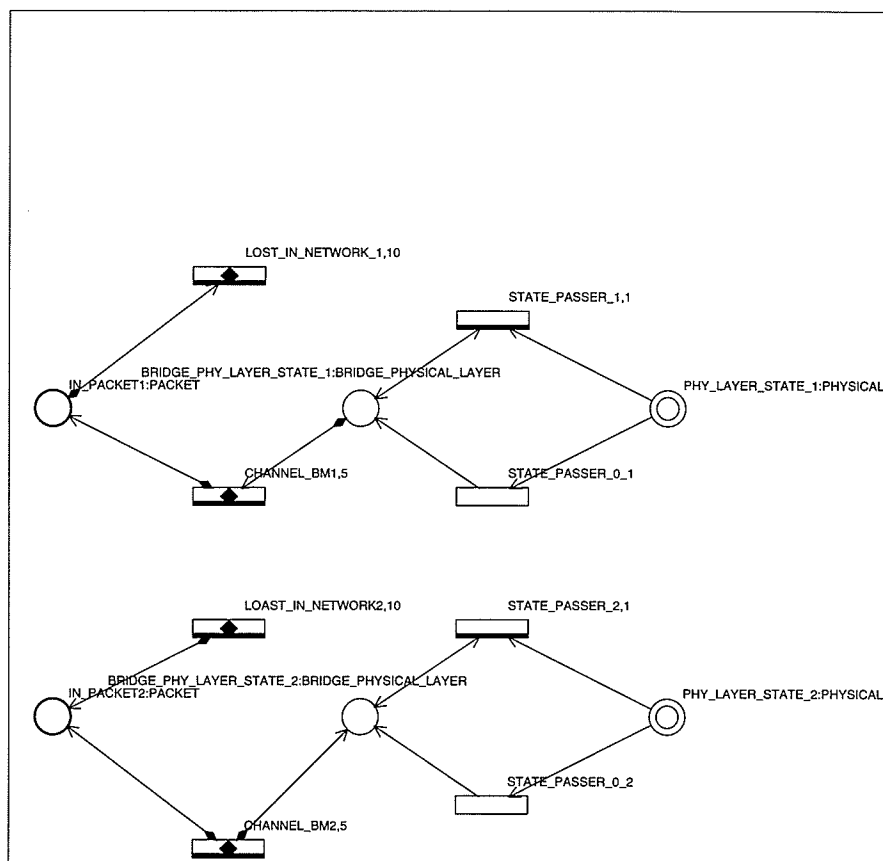 LOST_IN_NETWORK_1,10
STATE_PASSER_1,1
BRIDGE_PHY_LAYER_STATE_1:BRIDGE_PHYSICAL_LAYER
IN_PACKET1:PACKET
PHY_LAYER_STATE_1:PHYSICAL
CHANNEL_BM1,5
STATE_PASSER_0_1
LOAST_IN_NETWORK2,10
STATE_PASSER_2,1
BRIDGE_PHY_LAYER_STATE_2:BRIDGE_PHYSICAL_LAYER
IN_PACKET2:PACKET
PHY_LAYER_STATE_2:PHYSICAL
STATE_PASSER_0_2
CHANNEL_BM2,5